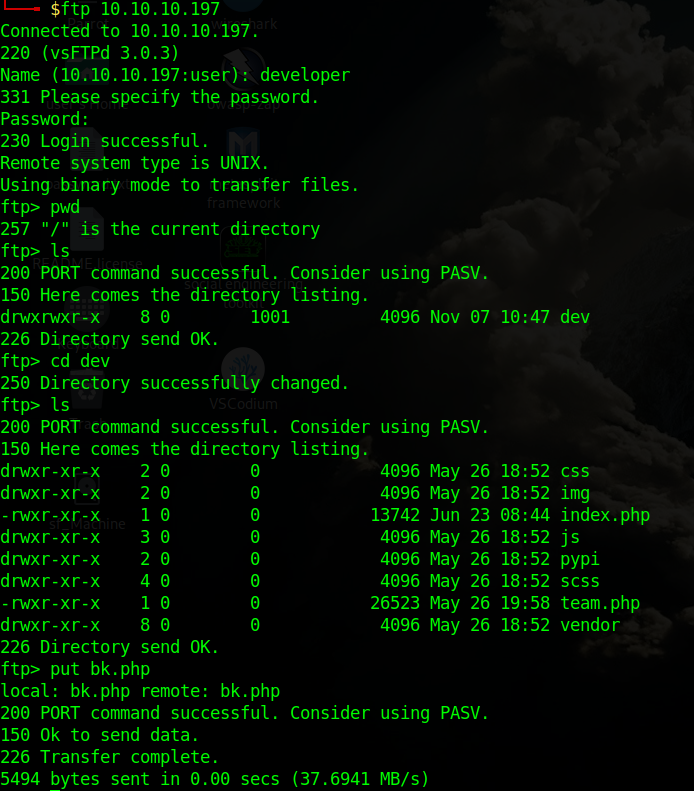 $ftp 10.10.10.197
Connected to 10.10.10.197.
220 (vsFTPd 3.0.3)
Name (10.10.10.197:user): developer
331 Please specify the password.
Password:
230 Login successful.
Remote system type is UNIX.
Using binary mode to transfer files.
framework
ftp> pwd
257 "/" is the current directory
ftp> ls
README.license
200 PORT command successful. Consider using PASV.
150 Here comes the directory listing.
drwxrwxr-x    8 0        1001         4096 Nov 07 10:47 dev
226 Directory send OK.
ftp> cd dev
250 Directory successfully changed.
ftp> ls
VSCodium
200 PORT command successful. Consider using PASV.
150 Here comes the directory listing.
drwxr-xr-x    2 0        0            4096 May 26 18:52 css
drwxr-xr-x    2 0        0            4096 May 26 18:52 img
-rwxr-xr-x    1 0        0           13742 Jun 23 08:44 index.php
drwxr-xr-x    3 0        0            4096 May 26 18:52 js
drwxr-xr-x    2 0        0            4096 May 26 18:52 pypi
drwxr-xr-x    4 0        0            4096 May 26 18:52 scss
-rwxr-xr-x    1 0        0           26523 May 26 19:58 team.php
drwxr-xr-x    8 0        0            4096 May 26 18:52 vendor
226 Directory send OK.
ftp> put bk.php
local: bk.php remote: bk.php
200 PORT command successful. Consider using PASV.
150 Ok to send data.
226 Transfer complete.
5494 bytes sent in 0.00 secs (37.6941 MB/s)